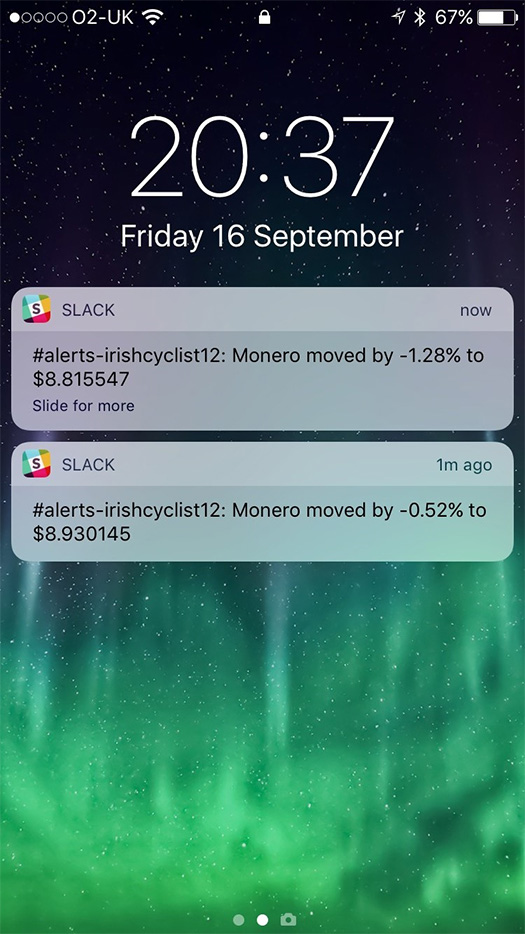 O2-UK 67%
20:37
Friday 16 September
S SLACK now
#alerts-irishcyclist12: Monero moved by -1.28% to
$8.815547
Slide for more
S SLACK 1m ago
#alerts-irishcyclist12: Monero moved by -0.52% to
$8.930145